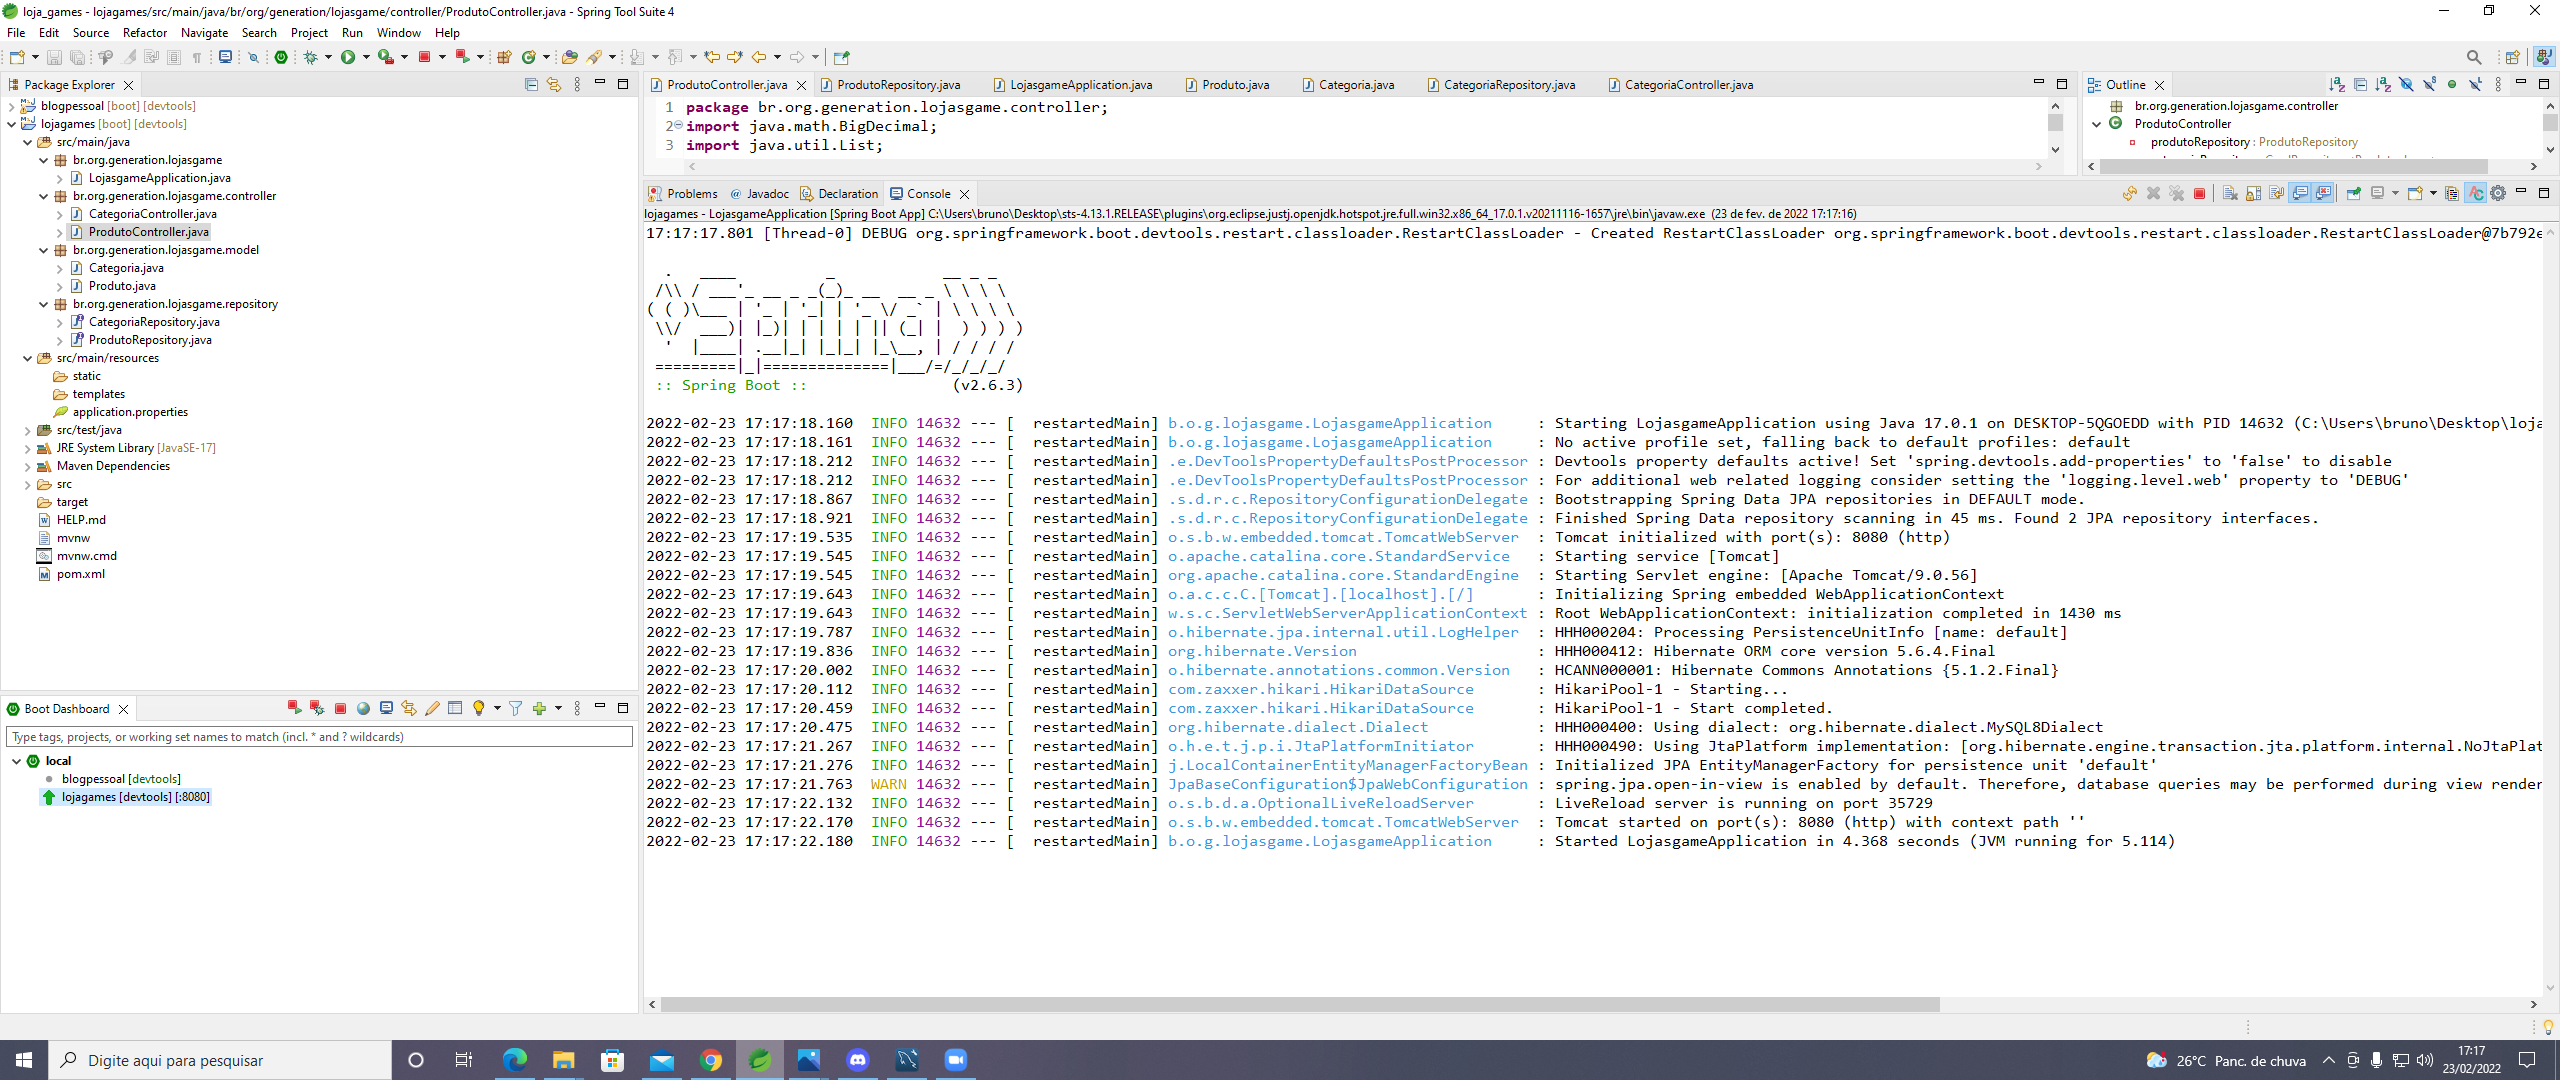 loja_games - lojagames/src/main/java/br/org/generation/lojasgame/controller/ProdutoController.java - Spring Tool Suite 4
File Edit Source Refactor Navigate Search Project Run Window Help
Package Explorer
blogpessoal [boot] [devtools]
lojagames [boot] [devtools]
src/main/java
br.org.generation.lojasgame
LojasgameApplication.java
br.org.generation.lojasgame.controller
CategoriaController.java
ProdutoController.java
br.org.generation.lojasgame.model
Categoria.java
Produto.java
br.org.generation.lojasgame.repository
CategoriaRepository.java
ProdutoRepository.java
src/main/resources
static
templates
application.properties
src/test/java
JRE System Library [JavaSE-17]
Maven Dependencies
src
target
HELP.md
mvnw
mvnw.cmd
pom.xml
Boot Dashboard
Type tags, projects, or working set names to match (incl. * and ? wildcards)
local
blogpessoal [devtools]
lojagames [devtools] [:8080]
ProdutoController.java ProdutoRepository.java LojasgameApplication.java Produto.java Categoria.java CategoriaRepository.java CategoriaController.java
1 package br.org.generation.lojasgame.controller;
2 import java.math.BigDecimal;
3 import java.util.List;
Outline
br.org.generation.lojasgame.controller
ProdutoController
produtoRepository : ProdutoRepository
Problems Javadoc Declaration Console
lojagames - LojasgameApplication [Spring Boot App] C:\Users\bruno\Desktop\sts-4.13.1.RELEASE\plugins\org.eclipse.justj.openjdk.hotspot.jre.full.win32.x86_64_17.0.1.v20211116-1657\jre\bin\javaw.exe (23 de fev. de 2022 17:17:16)
17:17:17.801 [Thread-0] DEBUG org.springframework.boot.devtools.restart.classloader.RestartClassLoader - Created RestartClassLoader org.springframework.boot.devtools.restart.classloader.RestartClassLoader@7b792e
:: Spring Boot :: (v2.6.3)
2022-02-23 17:17:18.160 INFO 14632 --- [ restartedMain] b.o.g.lojasgame.LojasgameApplication : Starting LojasgameApplication using Java 17.0.1 on DESKTOP-5QGOEDD with PID 14632 (C:\Users\bruno\Desktop\loja
2022-02-23 17:17:18.161 INFO 14632 --- [ restartedMain] b.o.g.lojasgame.LojasgameApplication : No active profile set, falling back to default profiles: default
2022-02-23 17:17:18.212 INFO 14632 --- [ restartedMain] .e.DevToolsPropertyDefaultsPostProcessor : Devtools property defaults active! Set 'spring.devtools.add-properties' to 'false' to disable
2022-02-23 17:17:18.212 INFO 14632 --- [ restartedMain] .e.DevToolsPropertyDefaultsPostProcessor : For additional web related logging consider setting the 'logging.level.web' property to 'DEBUG'
2022-02-23 17:17:18.867 INFO 14632 --- [ restartedMain] .s.d.r.c.RepositoryConfigurationDelegate : Bootstrapping Spring Data JPA repositories in DEFAULT mode.
2022-02-23 17:17:18.921 INFO 14632 --- [ restartedMain] .s.d.r.c.RepositoryConfigurationDelegate : Finished Spring Data repository scanning in 45 ms. Found 2 JPA repository interfaces.
2022-02-23 17:17:19.535 INFO 14632 --- [ restartedMain] o.s.b.w.embedded.tomcat.TomcatWebServer : Tomcat initialized with port(s): 8080 (http)
2022-02-23 17:17:19.545 INFO 14632 --- [ restartedMain] o.apache.catalina.core.StandardService : Starting service [Tomcat]
2022-02-23 17:17:19.545 INFO 14632 --- [ restartedMain] org.apache.catalina.core.StandardEngine : Starting Servlet engine: [Apache Tomcat/9.0.56]
2022-02-23 17:17:19.643 INFO 14632 --- [ restartedMain] o.a.c.c.C.[Tomcat].[localhost].[/] : Initializing Spring embedded WebApplicationContext
2022-02-23 17:17:19.643 INFO 14632 --- [ restartedMain] w.s.c.ServletWebServerApplicationContext : Root WebApplicationContext: initialization completed in 1430 ms
2022-02-23 17:17:19.787 INFO 14632 --- [ restartedMain] o.hibernate.jpa.internal.util.LogHelper : HHH000204: Processing PersistenceUnitInfo [name: default]
2022-02-23 17:17:19.836 INFO 14632 --- [ restartedMain] org.hibernate.Version : HHH000412: Hibernate ORM core version 5.6.4.Final
2022-02-23 17:17:20.002 INFO 14632 --- [ restartedMain] o.hibernate.annotations.common.Version : HCANN000001: Hibernate Commons Annotations {5.1.2.Final}
2022-02-23 17:17:20.112 INFO 14632 --- [ restartedMain] com.zaxxer.hikari.HikariDataSource : HikariPool-1 - Starting...
2022-02-23 17:17:20.459 INFO 14632 --- [ restartedMain] com.zaxxer.hikari.HikariDataSource : HikariPool-1 - Start completed.
2022-02-23 17:17:20.475 INFO 14632 --- [ restartedMain] org.hibernate.dialect.Dialect : HHH000400: Using dialect: org.hibernate.dialect.MySQL8Dialect
2022-02-23 17:17:21.267 INFO 14632 --- [ restartedMain] o.h.e.t.j.p.i.JtaPlatformInitiator : HHH000490: Using JtaPlatform implementation: [org.hibernate.engine.transaction.jta.platform.internal.NoJtaPlat
2022-02-23 17:17:21.276 INFO 14632 --- [ restartedMain] j.LocalContainerEntityManagerFactoryBean : Initialized JPA EntityManagerFactory for persistence unit 'default'
2022-02-23 17:17:21.763 WARN 14632 --- [ restartedMain] JpaBaseConfiguration$JpaWebConfiguration : spring.jpa.open-in-view is enabled by default. Therefore, database queries may be performed during view render
2022-02-23 17:17:22.132 INFO 14632 --- [ restartedMain] o.s.b.d.a.OptionalLiveReloadServer : LiveReload server is running on port 35729
2022-02-23 17:17:22.170 INFO 14632 --- [ restartedMain] o.s.b.w.embedded.tomcat.TomcatWebServer : Tomcat started on port(s): 8080 (http) with context path ''
2022-02-23 17:17:22.180 INFO 14632 --- [ restartedMain] b.o.g.lojasgame.LojasgameApplication : Started LojasgameApplication in 4.368 seconds (JVM running for 5.114)
Digite aqui para pesquisar
26°C Panc. de chuva
17:17
23/02/2022